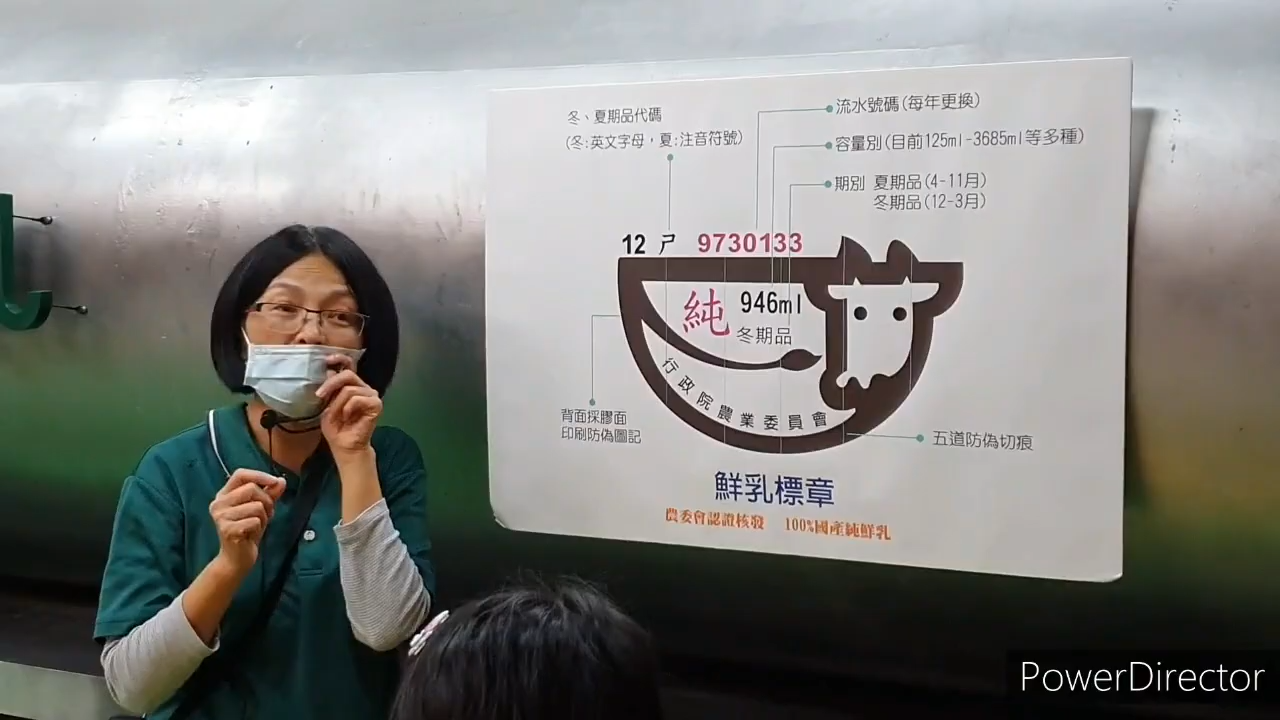 冬、夏期品代碼
(冬:英文字母，夏:注音符號)
流水號碼(每年更換)
容量別(目前125ml-3685ml等多種)
期別 夏期品(4-11月)
冬期品(12-3月)
12 ㄕ 9730133
純 946ml
冬期品
行政院農業委員會
背面採膠面
印刷防偽圖記
五道防偽切痕
鮮乳標章
農委會認證核發 100%國產純鮮乳
PowerDirector